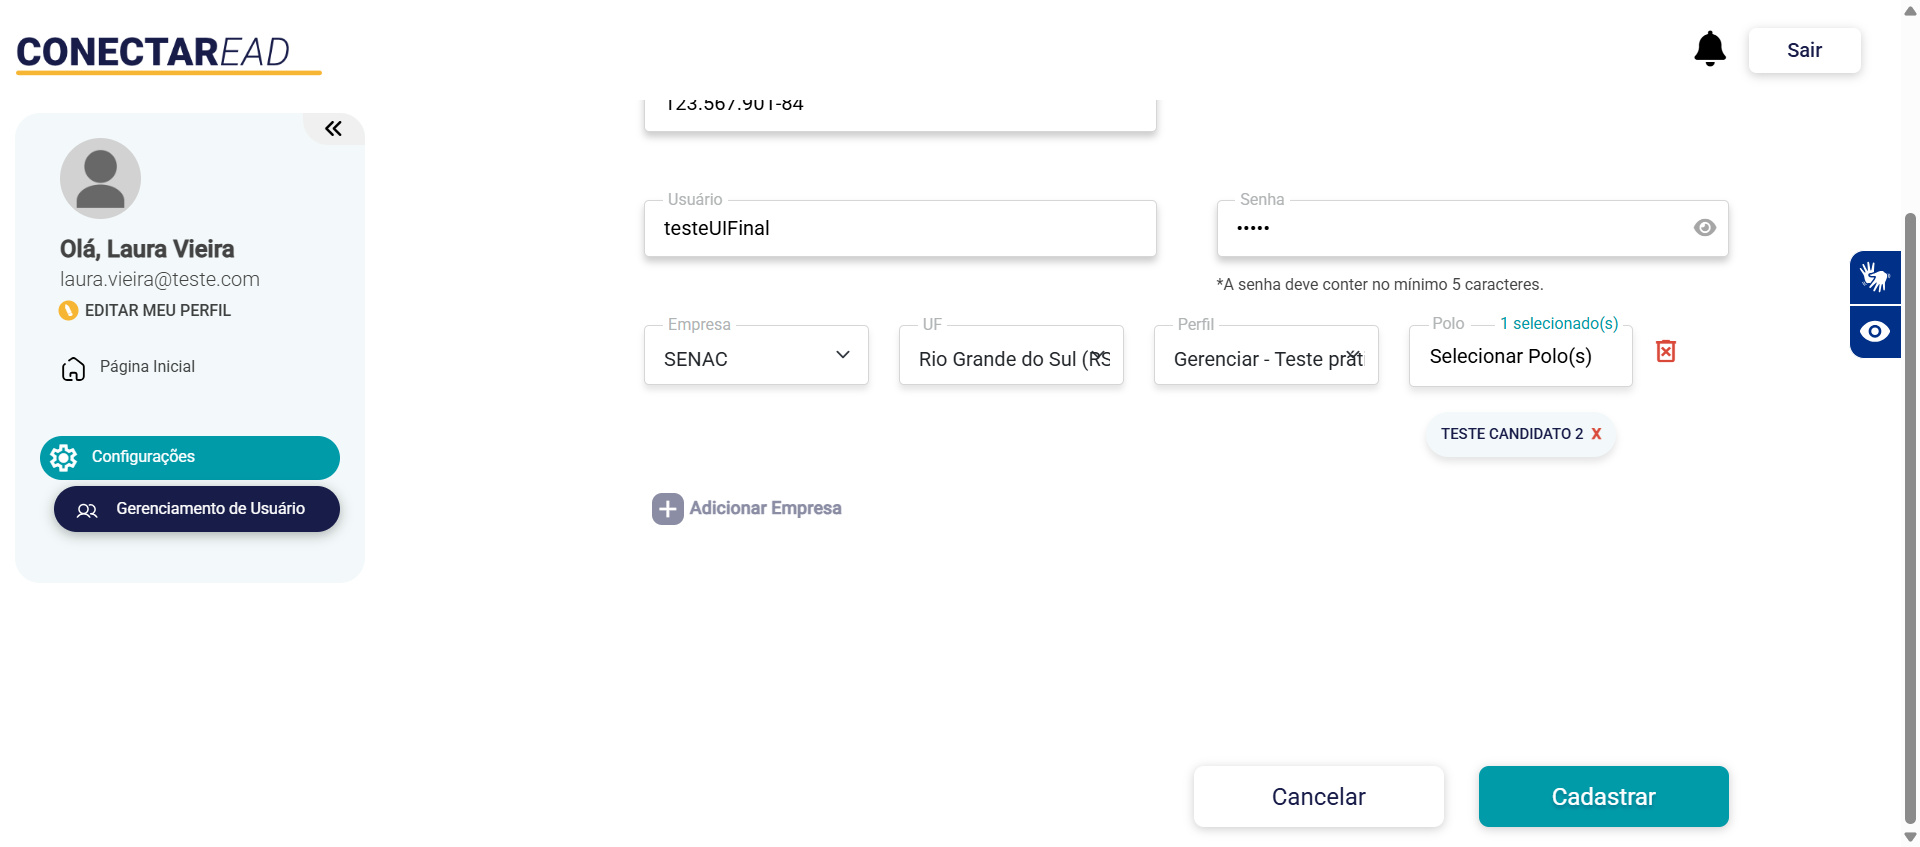 CONECTAREAD
Sair
Olá, Laura Vieira
laura.vieira@teste.com
EDITAR MEU PERFIL
Página Inicial
Configurações
Gerenciamento de Usuário
123.567.901-84
Usuário
testeUIFinal
Senha
•••••
*A senha deve conter no mínimo 5 caracteres.
Empresa
SENAC
UF
Rio Grande do Sul (RS
Perfil
Gerenciar - Teste prát
Polo
1 selecionado(s)
Selecionar Polo(s)
TESTE CANDIDATO 2 X
Adicionar Empresa
Cancelar
Cadastrar